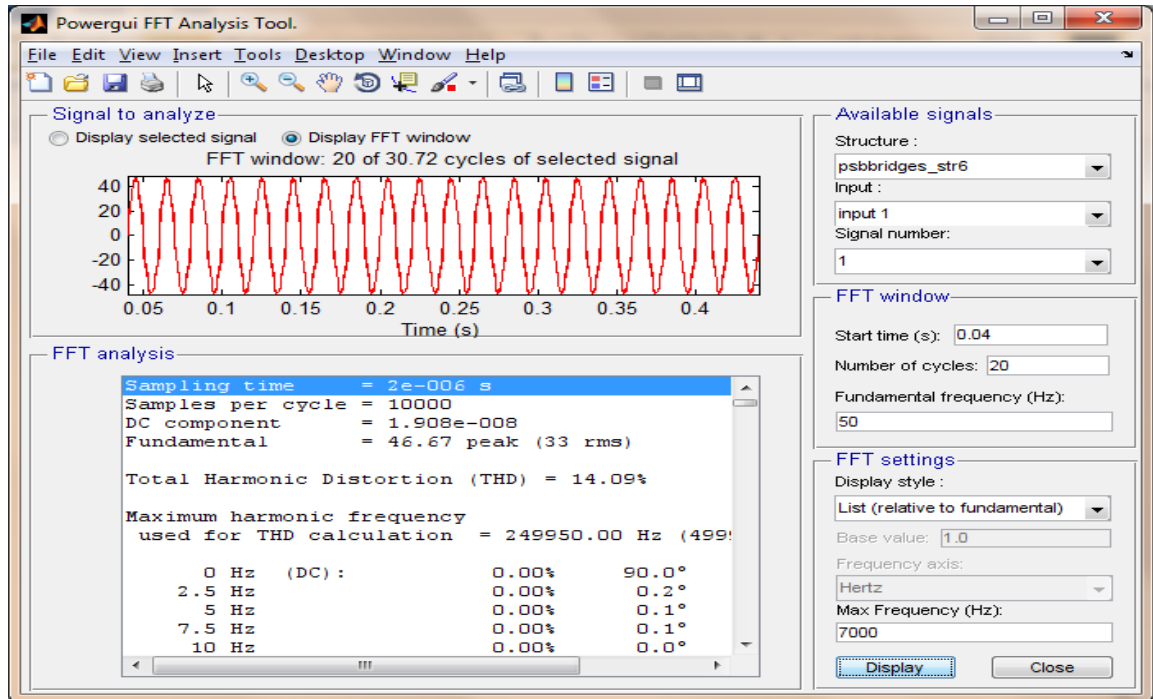 Powergui FFT Analysis Tool.
File Edit View Insert Tools Desktop Window Help
Signal to analyze
Display selected signal Display FFT window
FFT window: 20 of 30.72 cycles of selected signal
40
20
0
-20
-40
0.05 0.1 0.15 0.2 0.25 0.3 0.35 0.4
Time (s)
FFT analysis
Sampling time = 2e-006 s
Samples per cycle = 10000
DC component = 1.908e-008
Fundamental = 46.67 peak (33 rms)
Total Harmonic Distortion (THD) = 14.09%
Maximum harmonic frequency
used for THD calculation = 249950.00 Hz (499
0 Hz (DC): 0.00% 90.0°
2.5 Hz 0.00% 0.2°
5 Hz 0.00% 0.1°
7.5 Hz 0.00% 0.1°
10 Hz 0.00% 0.0°
Available signals
Structure :
psbbridges_str6
Input :
input 1
Signal number:
1
FFT window
Start time (s): 0.04
Number of cycles: 20
Fundamental frequency (Hz):
50
FFT settings
Display style :
List (relative to fundamental)
Base value: 1.0
Frequency axis:
Hertz
Max Frequency (Hz):
7000
Display Close